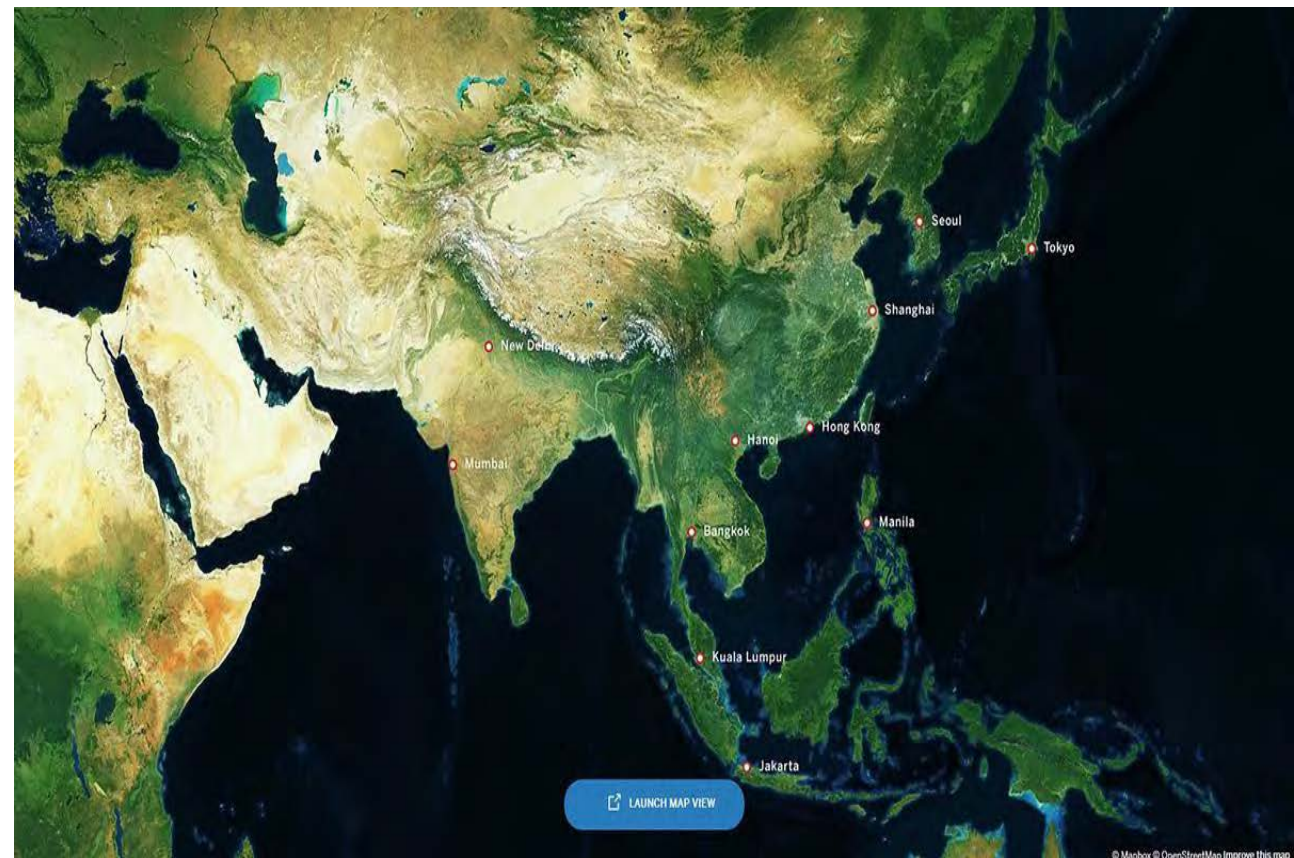 Seoul
Tokyo
Shanghai
New Delhi
Hong Kong
Hanoi
Mumbai
Manila
Bangkok
Kuala Lumpur
Jakarta
LAUNCH MAP VIEW
© Mapbox © OpenStreetMap Improve this map